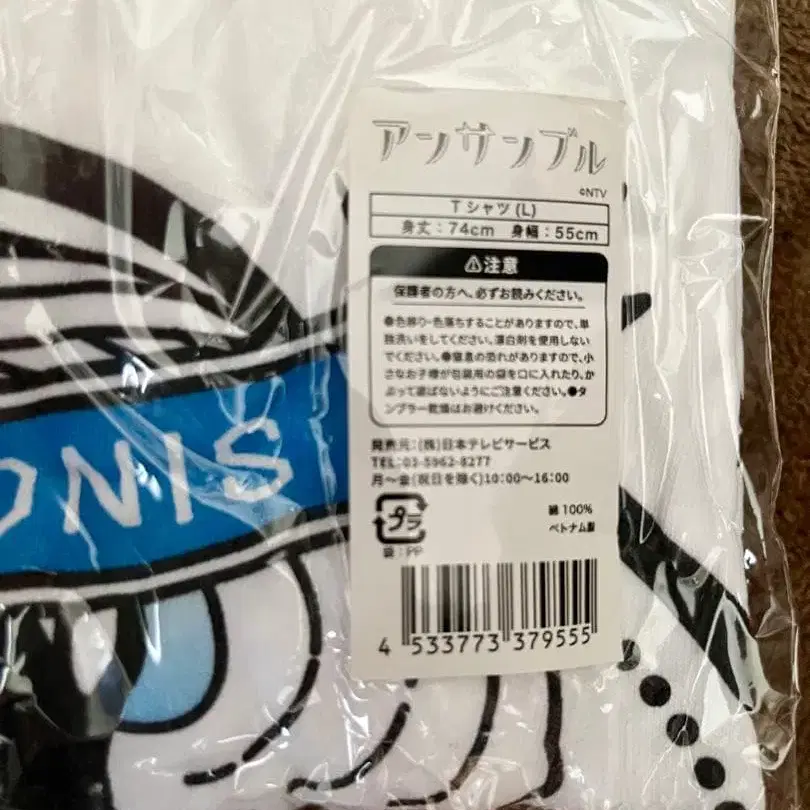 アンサンブル
©NTV
Tシャツ(L)
身丈:74cm 身幅:55cm
注意
保護者の方へ、必ずお読みください。
●色移り・色落ちすることがありますので、単
独洗いをしてください。漂白剤を使用しない
でください。●窒息の恐れがありますので、小
さなお子様が包装用の袋を口に入れたり、か
ぶって遊ばないようにご注意ください。●タ
ンブラー乾燥はお避けください。
発売元:(株)日本テレビサービス
TEL:03-5962-8277
月～金(祝日を除く)10:00～16:00
プラ
袋:PP
綿 100%
ベトナム製
4 533773 379555
ONIS